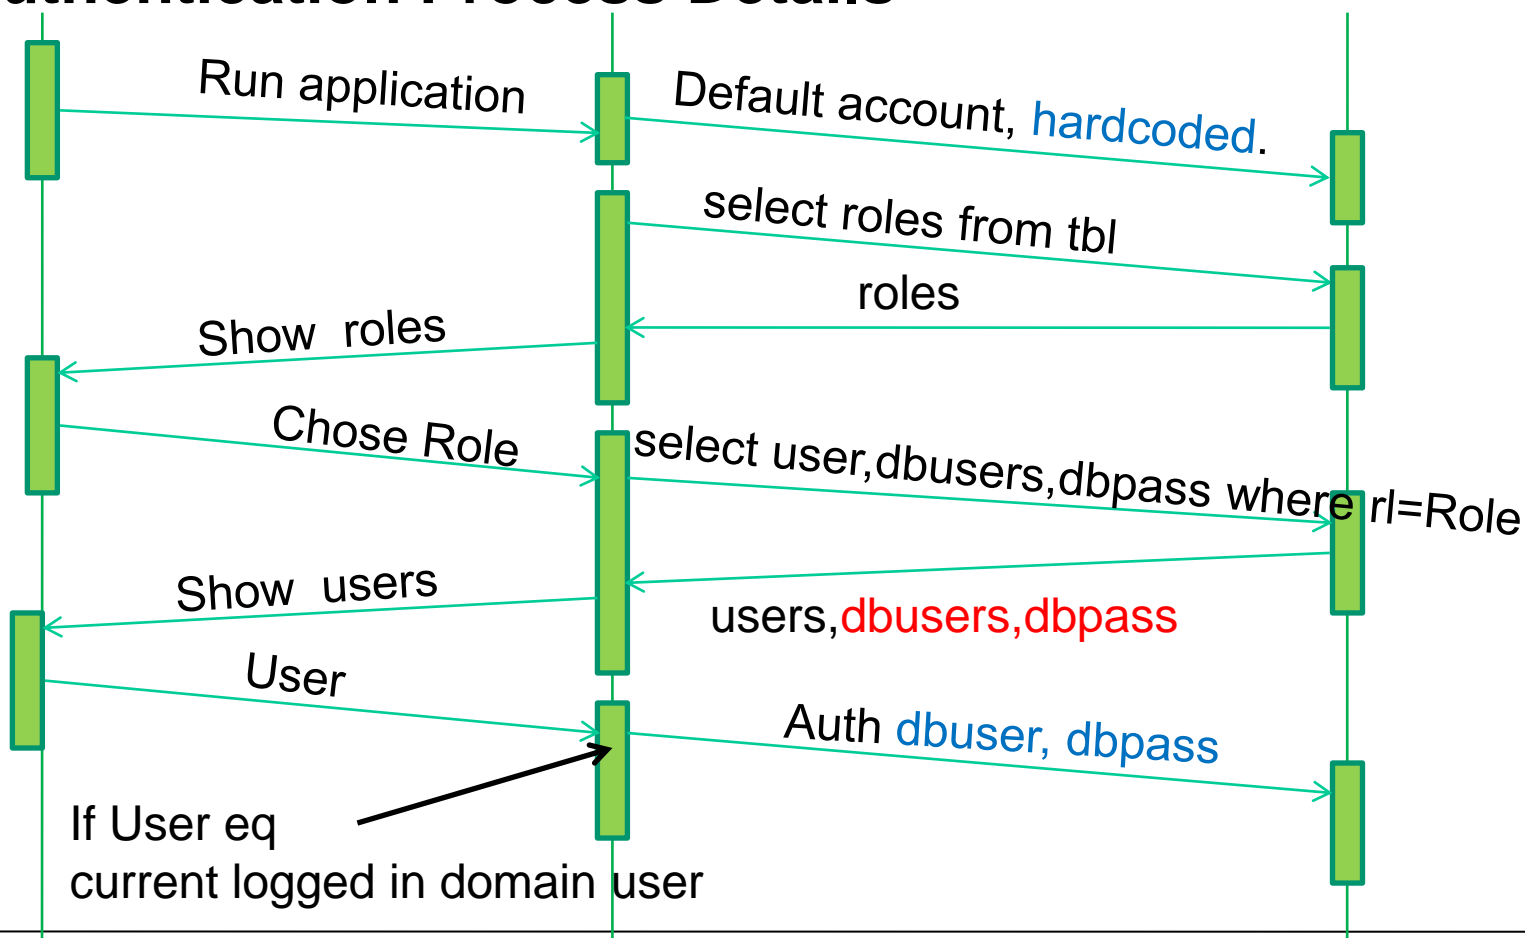 Run application
Default account, hardcoded.
select roles from tbl
roles
Show roles
Chose Role
select user,dbusers,dbpass where rl=Role
Show users
users,dbusers,dbpass
User
Auth dbuser, dbpass
If User eq
current logged in domain user